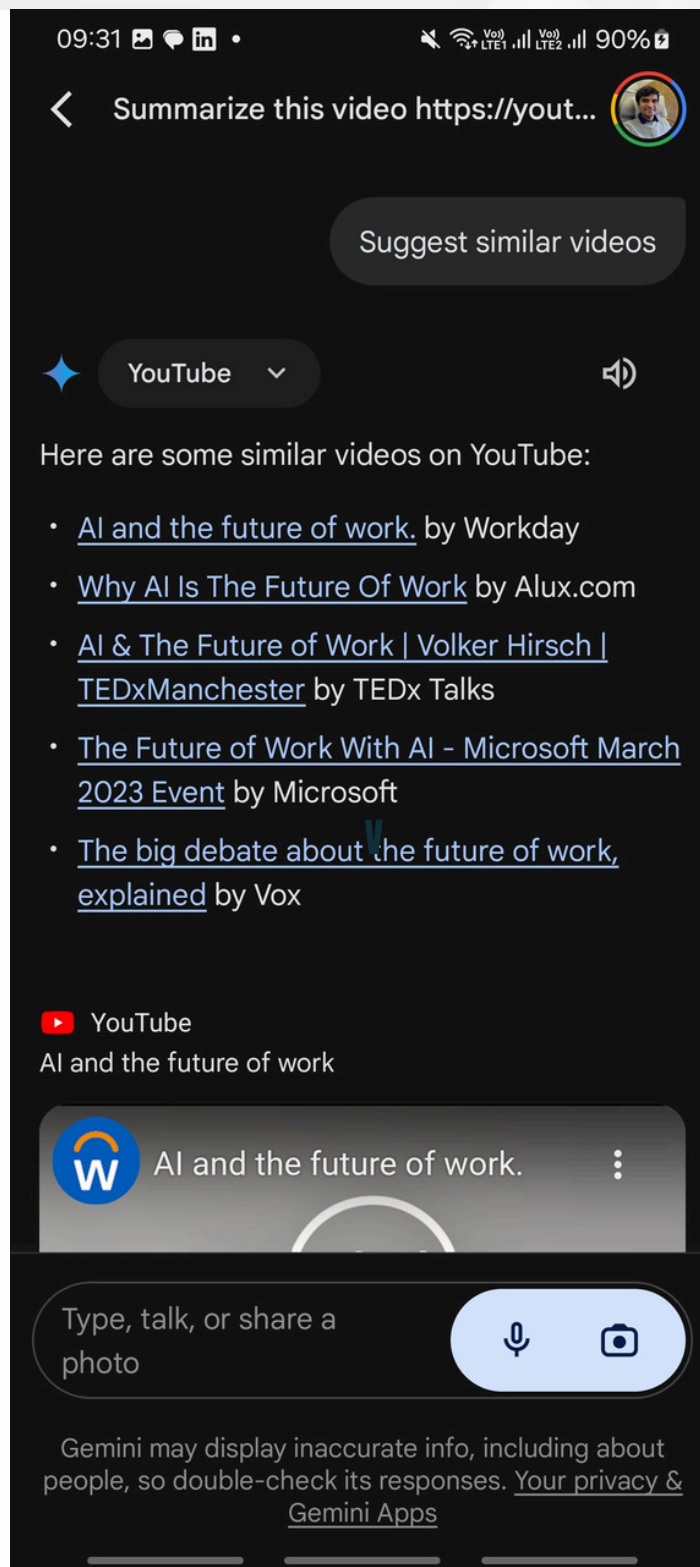 09:31 in • Vo)) LTE1 Vo)) LTE2 90%
Summarize this video https://yout...
Suggest similar videos
YouTube
Here are some similar videos on YouTube:
• AI and the future of work. by Workday
• Why AI Is The Future Of Work by Alux.com
• AI & The Future of Work | Volker Hirsch |
TEDxManchester by TEDx Talks
• The Future of Work With AI - Microsoft March
2023 Event by Microsoft
V
• The big debate about the future of work,
explained by Vox
YouTube
AI and the future of work
W AI and the future of work.
Type, talk, or share a
photo
Gemini may display inaccurate info, including about
people, so double-check its responses. Your privacy &
Gemini Apps